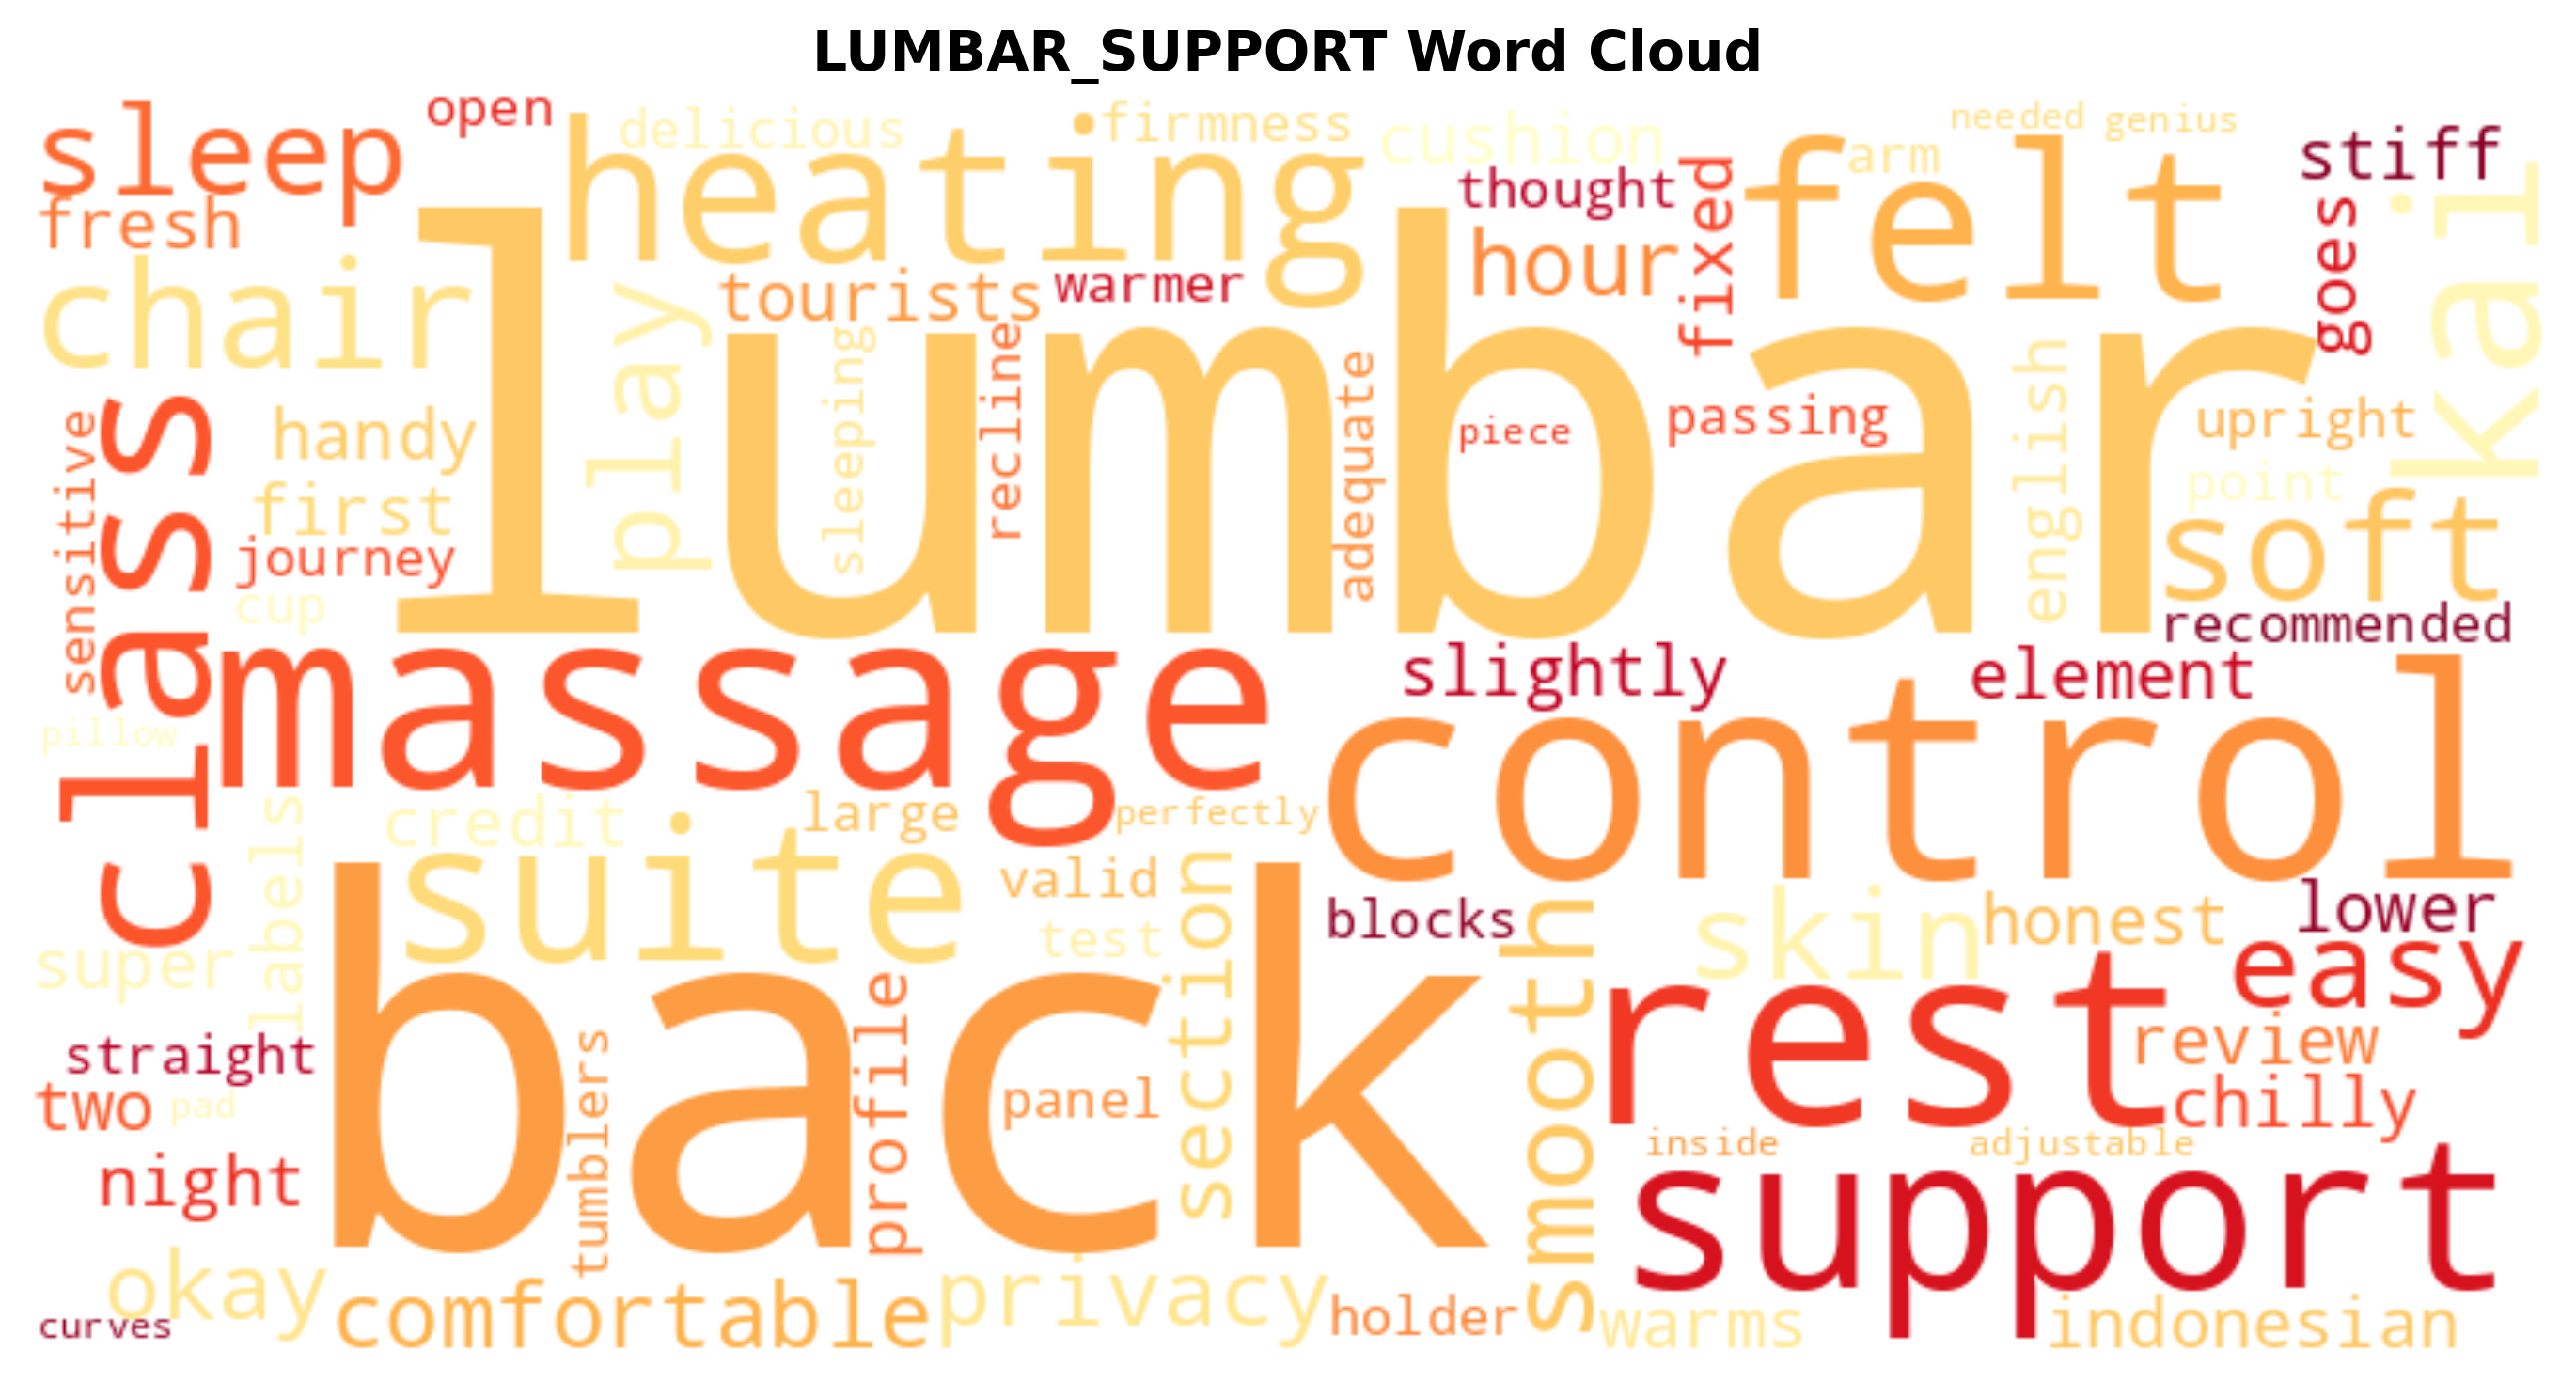 LUMBAR_SUPPORT Word Cloud
sleep
open
heating
delicious
firmness
cushion
felt
arm
needed
genius
stiff
fresh
thought
fixed
goes
kai
chair
play
tourists
warmer
hour
lumbar
sleeping
recline
adequate
piece
passing
english
upright
point
soft
class
sensitive
handy
first
journey
cup
recommended
massage
slightly
element
control
pillow
labels
credit
suite
large
perfectly
valid
test
section
blocks
smooth
skin
honest
lower
easy
super
back
rest
review
straight
two
pad
tumblers
profile
panel
chilly
inside
adjustable
night
support
okay
comfortable
privacy
holder
warms
indonesian
curves